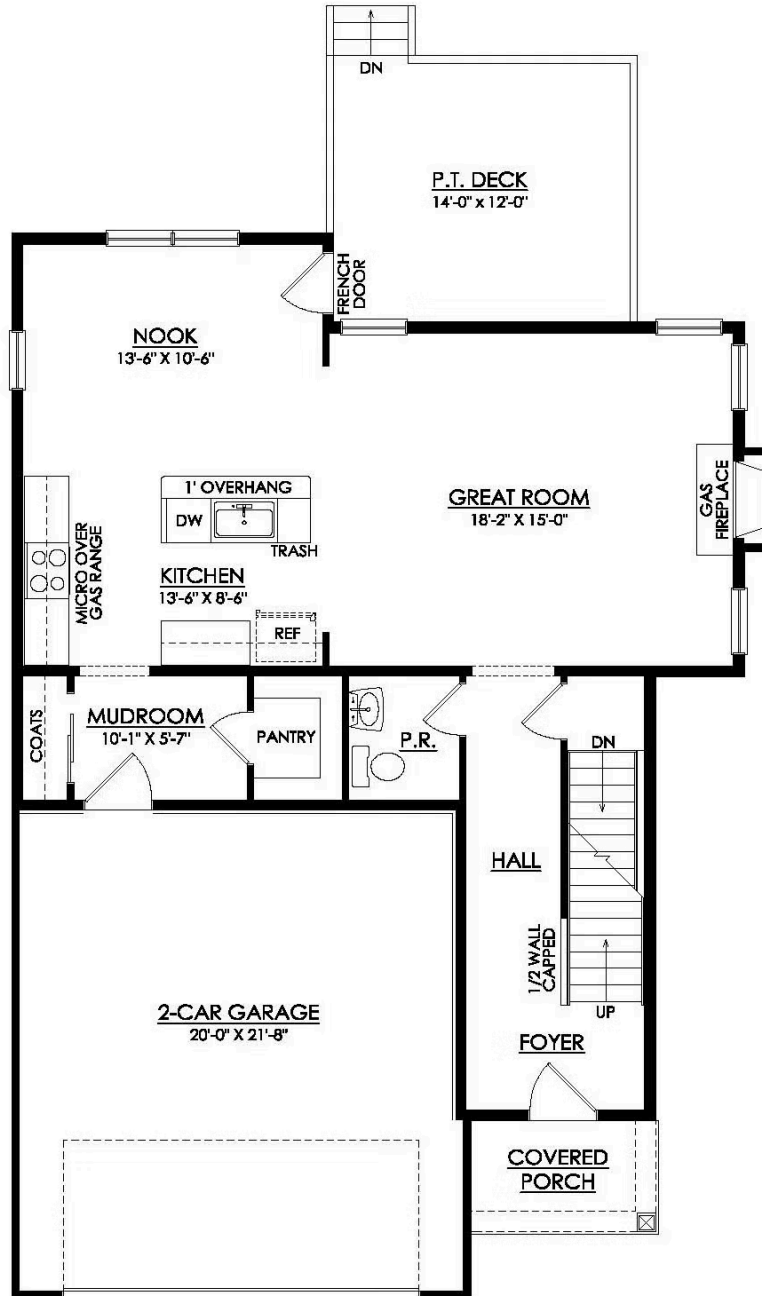 DN
P.T. DECK
14'-0" x 12'-0"
FRENCH
DOOR
NOOK
13'-6" X 10'-6"
1' OVERHANG
DW
TRASH
MICRO OVER
GAS RANGE
KITCHEN
13'-6" X 8'-6"
REF
GREAT ROOM
18'-2" X 15'-0"
GAS
FIREPLACE
COATS
MUDROOM
10'-1" X 5'-7"
PANTRY
P.R.
DN
HALL
1/2 WALL
CAPPED
UP
2-CAR GARAGE
20'-0" X 21'-8"
FOYER
COVERED
PORCH